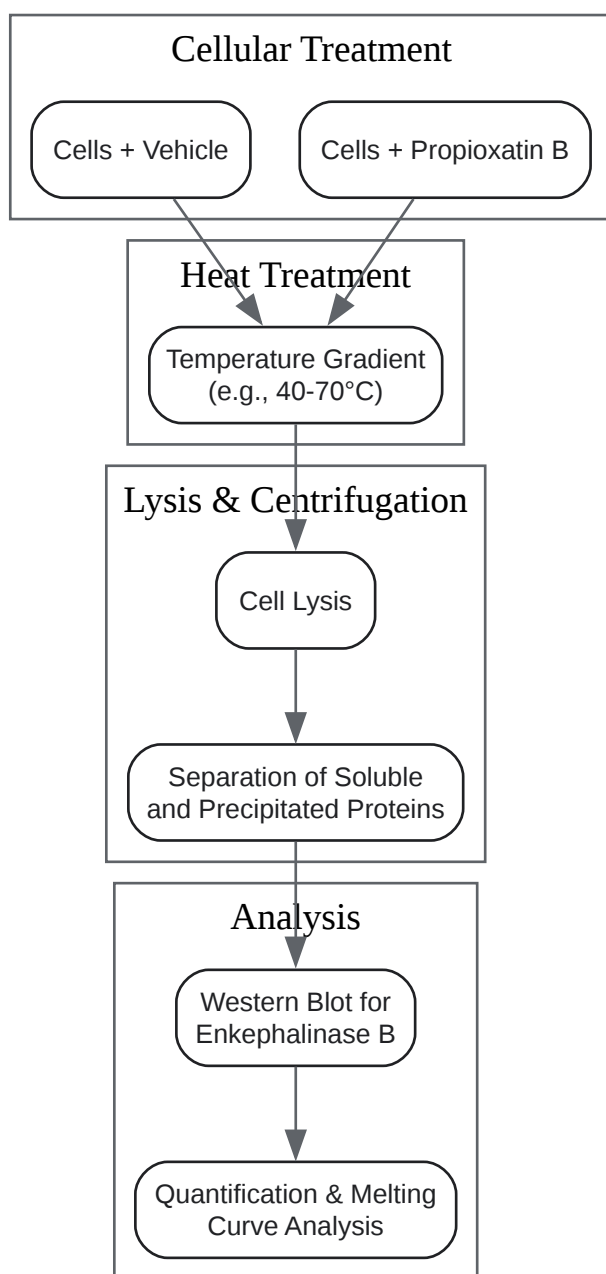 Cellular Treatment
Cells + Vehicle
Cells + Propioxatin B
Heat Treatment
Temperature Gradient
(e.g., 40-70°C)
Lysis & Centrifugation
Cell Lysis
Separation of Soluble
and Precipitated Proteins
Analysis
Western Blot for
Enkephalinase B
Quantification & Melting
Curve Analysis